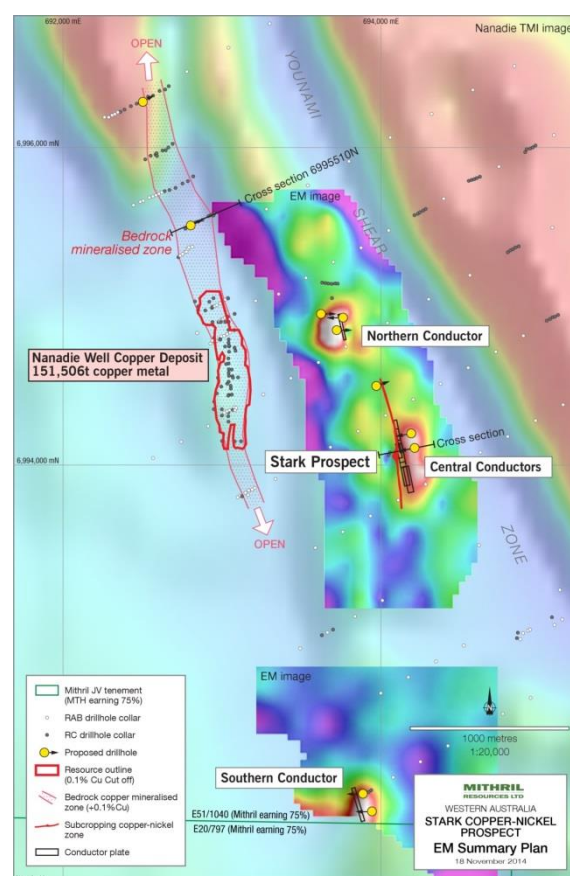 692,000 mE
694,000 mE
Nanadie TMI image
OPEN
YOUNAMI
6,996,000 mN
Cross section 6995510N
EM image
SHEAR
Bedrock
mineralised zone
Northern Conductor
Nanadie Well Copper Deposit
151,506t copper metal
Stark Prospect
Cross section
Central Conductors
6,994,000 mN
OPEN
ZONE
EM image
Mithril JV tenement
(MTH earning 75%)
RAB drillhole collar
RC drillhole collar
Proposed drillhole
Resource outline
(0.1% Cu Cut off)
Bedrock copper mineralised
zone (+0.1%Cu)
Subcropping copper-nickel
zone
Conductor plate
N
1000 metres
1:20,000
Southern Conductor
E51/1040 (Mithril earning 75%)
E20/797 (Mithril earning 75%)
MITHRIL
RESOURCES LTD
WESTERN AUSTRALIA
STARK COPPER-NICKEL
PROSPECT
EM Summary Plan
18 November 2014